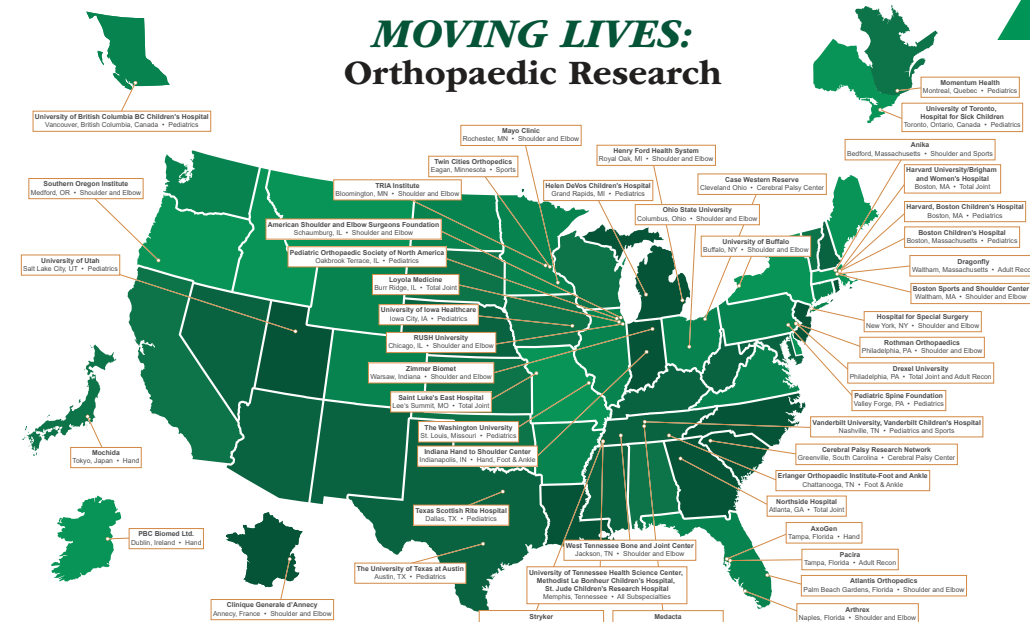 MOVING LIVES:
Orthopaedic Research
University of British Columbia BC Children's Hospital
Vancouver, British Columbia, Canada • Pediatrics
Momentum Health
Montreal, Quebec • Pediatrics
University of Toronto,
Hospital for Sick Children
Toronto, Ontario, Canada • Pediatrics
Mayo Clinic
Rochester, MN • Shoulder and Elbow
Henry Ford Health System
Royal Oak, MI • Shoulder and Elbow
Anika
Bedford, Massachusetts • Shoulder and Sports
Twin Cities Orthopedics
Eagan, Minnesota • Sports
Harvard University/Brigham
and Women's Hospital
Boston, MA • Total Joint
Southern Oregon Institute
Medford, OR • Shoulder and Elbow
TRIA Institute
Bloomington, MN • Shoulder and Elbow
Helen DeVos Children's Hospital
Grand Rapids, MI • Pediatrics
Case Western Reserve
Cleveland Ohio • Cerebral Palsy Center
Harvard, Boston Children's Hospital
Boston, MA • Pediatrics
Ohio State University
Columbus, Ohio • Shoulder and Elbow
American Shoulder and Elbow Surgeons Foundation
Schaumburg, IL • Shoulder and Elbow
Boston Children's Hospital
Boston, Massachusetts • Pediatrics
University of Buffalo
Buffalo, NY • Shoulder and Elbow
Pediatric Orthopaedic Society of North America
Oakbrook Terrace, IL • Pediatrics
University of Utah
Salt Lake City, UT • Pediatrics
Dragonfly
Waltham, Massachusetts • Adult Reco
Loyola Medicine
Burr Ridge, IL • Total Joint
Boston Sports and Shoulder Center
Waltham, MA • Shoulder and Elbow
University of Iowa Healthcare
Iowa City, IA • Pediatrics
Hospital for Special Surgery
New York, NY • Shoulder and Elbow
RUSH University
Chicago, IL • Shoulder and Elbow
Rothman Orthopaedics
Philadelphia, PA • Shoulder and Elbow
Zimmer Biomet
Warsaw, Indiana • Shoulder and Elbow
Drexel University
Philadelphia, PA • Total Joint and Adult Recon
Saint Luke's East Hospital
Lee's Summit, MO • Total Joint
Pediatric Spine Foundation
Valley Forge, PA • Pediatrics
The Washington University
St. Louis, Missouri • Pediatrics
Vanderbilt University, Vanderbilt Children's Hospital
Nashville, TN • Pediatrics and Sports
Indiana Hand to Shoulder Center
Indianapolis, IN • Hand, Foot & Ankle
Cerebral Palsy Research Network
Greenville, South Carolina • Cerebral Palsy Center
Mochida
Tokyo, Japan • Hand
Erlanger Orthopaedic Institute-Foot and Ankle
Chattanooga, TN • Foot & Ankle
Northside Hospital
Atlanta, GA • Total Joint
Texas Scottish Rite Hospital
Dallas, TX • Pediatrics
AxoGen
Tampa, Florida • Hand
PBC Biomed Ltd.
Dublin, Ireland • Hand
West Tennessee Bone and Joint Center
Jackson, TN • Shoulder and Elbow
Pacira
Tampa, Florida • Adult Recon
The University of Texas at Austin
Austin, TX • Pediatrics
University of Tennessee Health Science Center,
Methodist Le Bonheur Children's Hospital,
St. Jude Children's Research Hospital
Memphis, Tennessee • All Subspecialties
Atlantis Orthopedics
Palm Beach Gardens, Florida • Shoulder and Elbow
Clinique Generale d'Annecy
Annecy, France • Shoulder and Elbow
Arthrex
Naples, Florida • Shoulder and Elbow
Stryker
Medacta